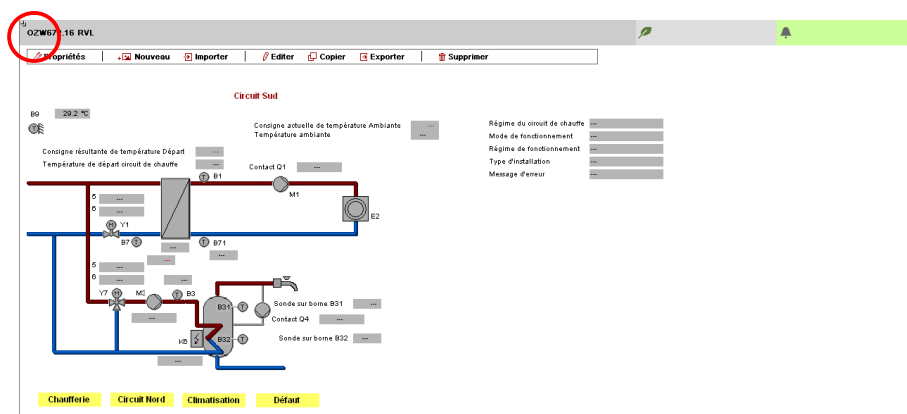 OZW672.16 RVL
Propriétés Nouveau Importer Editer Copier Exporter Supprimer
Circuit Sud
B9 29.2 °C
T
Consigne actuelle de température Ambiante ---
Température ambiante ---
Régime du circuit de chauffe ---
Mode de fonctionnement ---
Régime de fonctionnement ---
Type d'installation ---
Message d'erreur ---
Consigne résultante de température Départ ---
Température de départ circuit de chauffe ---
Contact Q1 ---
T B1
M1
5 ---
6 ---
E2
M Y1
B7 T
---
T B71
---
---
5 ---
6 ---
---
Y7 M M3 T B3
---
B31 T
Sonde sur borne B31 ---
Contact Q4 ---
K6
B32 T
Sonde sur borne B32 ---
---
Chaufferie Circuit Nord Climatisation Défaut